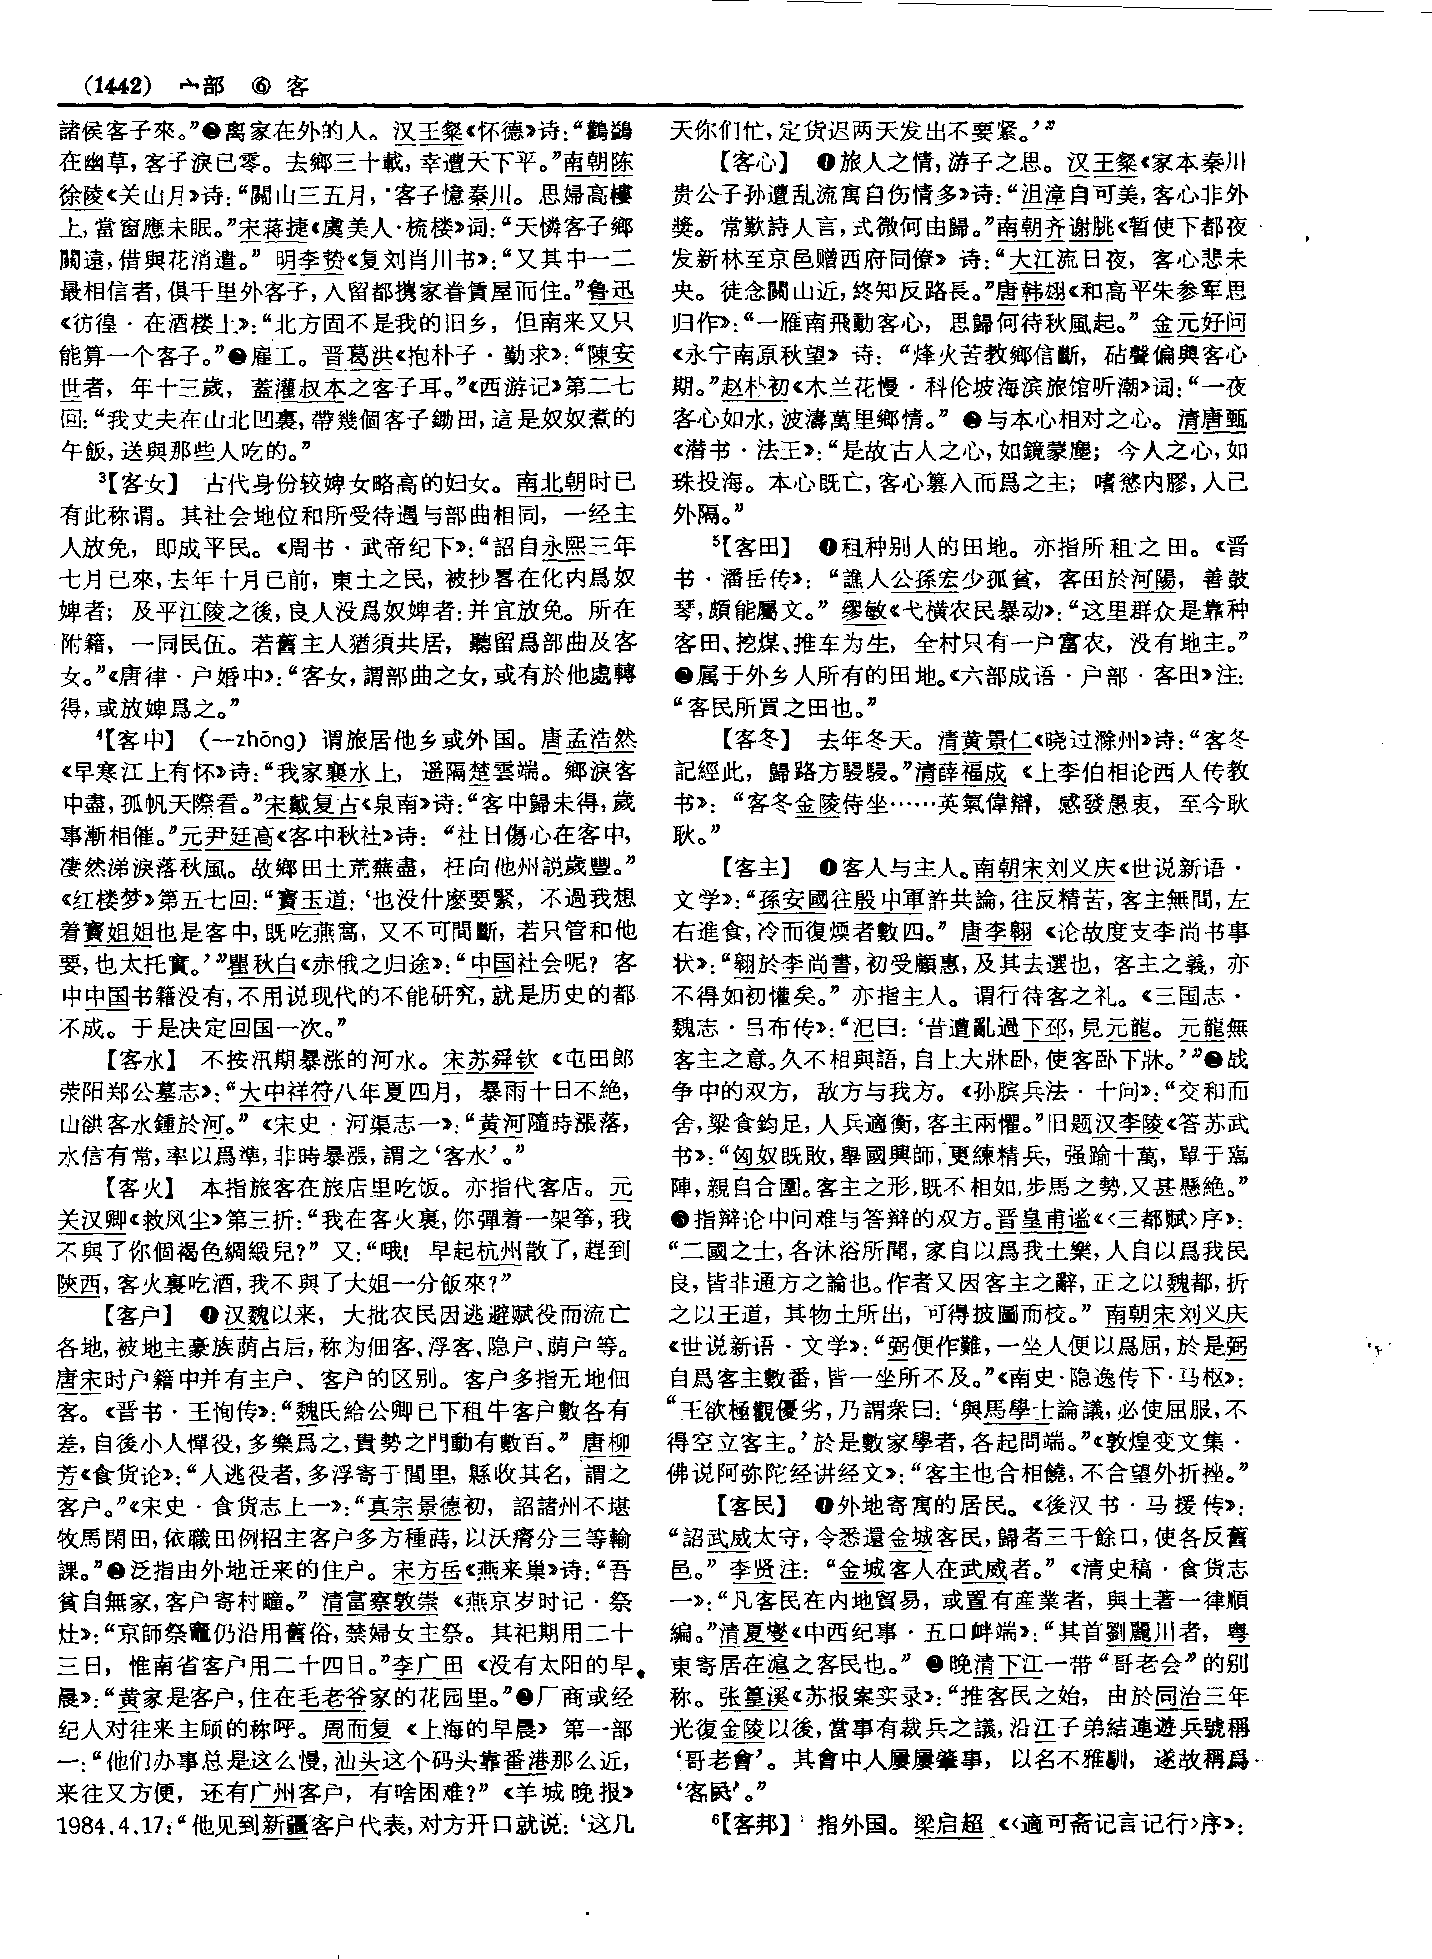 (1442) 宀部 ⑥ 客
諸侯客子來。”❷离家在外的人。汉王粲《怀德》诗:“鸛鷁
在幽草,客子淚已零。去鄉三十載,幸遭天下平。”南朝陈
徐陵《关山月》诗:“關山三五月,客子憶秦川。思婦高樓
上,當窗應未眠。”宋蒋捷《虞美人·梳楼》词:“天憐客子鄉
關遠,借與花消遣。”明李贽《复刘肖川书》:“又其中一二
最相信者,俱千里外客子,入留都携家眷賃屋而住。”鲁迅
《彷徨·在酒楼上》:“北方固不是我的旧乡,但南来又只
能算一个客子。”❸雇工。晋葛洪《抱朴子·勤求》:“陳安
世者,年十三歲,蓋灌叔本之客子耳。”《西游记》第二七
回:“我丈夫在山北凹裏,帶幾個客子鋤田,這是奴奴煮的
午飯,送與那些人吃的。”
³【客女】 古代身份较婢女略高的妇女。南北朝时已
有此称谓。其社会地位和所受待遇与部曲相同,一经主
人放免,即成平民。《周书·武帝纪下》:“詔自永熙三年
七月已來,去年十月已前,東土之民,被抄畧在化内爲奴
婢者;及平江陵之後,良人没爲奴婢者:并宜放免。所在
附籍,一同民伍。若舊主人猶須共居,聽留爲部曲及客
女。”《唐律·户婚中》:“客女,謂部曲之女,或有於他處轉
得,或放婢爲之。”
⁴【客中】 (—zhōng) 谓旅居他乡或外国。唐孟浩然
《早寒江上有怀》诗:“我家襄水上,遥隔楚雲端。鄉淚客
中盡,孤帆天際看。”宋戴复古《泉南》诗:“客中歸未得,歲
事漸相催。”元尹廷高《客中秋社》诗:“社日傷心在客中,
凄然涕淚落秋風。故鄉田土荒蕪盡,枉向他州説歲豐。”
《红楼梦》第五七回:“寶玉道:‘也没什麽要緊,不過我想
着寶姐姐也是客中,既吃燕窩,又不可間斷,若只管和他
要,也太托實。’”瞿秋白《赤俄之归途》:“中国社会呢?客
中中国书籍没有,不用说现代的不能研究,就是历史的都
不成。于是决定回国一次。”
【客水】 不按汛期暴涨的河水。宋苏舜钦《屯田郎
荥阳郑公墓志》:“大中祥符八年夏四月,暴雨十日不绝,
山谼客水鍾於河。”《宋史·河渠志一》:“黄河隨時漲落,
水信有常,率以爲準,非時暴漲,謂之‘客水’。”
【客火】 本指旅客在旅店里吃饭。亦指代客店。元
关汉卿《救风尘》第三折:“我在客火裏,你彈着一架筝,我
不與了你個褐色綢緞兒?”又:“哦!早起杭州散了,趕到
陝西,客火裏吃酒,我不與了大姐一分飯來?”
【客户】 ❶汉魏以来,大批农民因逃避赋役而流亡
各地,被地主豪族荫占后,称为佃客、浮客、隐户、荫户等。
唐宋时户籍中并有主户、客户的区别。客户多指无地佃
客。《晋书·王恂传》:“魏氏給公卿已下租牛客户數各有
差,自後小人憚役,多樂爲之,貴勢之門動有數百。”唐柳
芳《食货论》:“人逃役者,多浮寄于閭里,縣收其名,謂之
客户。”《宋史·食货志上一》:“真宗景德初,詔諸州不堪
牧馬閑田,依職田例招主客户多方種蒔,以沃瘠分三等輸
課。”❷泛指由外地迁来的住户。宋方岳《燕来巢》诗:“吾
貧自無家,客户寄村疃。”清富察敦崇《燕京岁时记·祭
灶》:“京師祭竈仍沿用舊俗,禁婦女主祭。其祀期用二十
三日,惟南省客户用二十四日。”李广田《没有太阳的早
晨》:“黄家是客户,住在毛老爷家的花园里。”❸厂商或经
纪人对往来主顾的称呼。周而复《上海的早晨》第一部
一:“他们办事总是这么慢,汕头这个码头靠香港那么近,
来往又方便,还有广州客户,有啥困难?”《羊城晚报》
1984.4.17:“他见到新疆客户代表,对方开口就说:‘这几
天你们忙,定货迟两天发出不要紧。’”
【客心】 ❶旅人之情,游子之思。汉王粲《家本秦川
贵公子孙遭乱流寓自伤情多》诗:“沮漳自可美,客心非外
奬。常歎詩人言,式微何由歸。”南朝齐谢朓《暂使下都夜
发新林至京邑赠西府同僚》诗:“大江流日夜,客心悲未
央。徒念關山近,終知反路長。”唐韩翃《和高平朱参军思
归作》:“一雁南飛動客心,思歸何待秋風起。”金元好问
《永宁南原秋望》诗:“烽火苦教鄉信斷,砧聲偏與客心
期。”赵朴初《木兰花慢·科伦坡海滨旅馆听潮》词:“一夜
客心如水,波濤萬里鄉情。”❷与本心相对之心。清唐甄
《潜书·法王》:“是故古人之心,如鏡蒙塵;今人之心,如
珠投海。本心既亡,客心篡入而爲之主;嗜慾内膠,人己
外隔。”
⁵【客田】 ❶租种别人的田地。亦指所租之田。《晋
书·潘岳传》:“譙人公孫宏少孤貧,客田於河陽,善鼓
琴,頗能屬文。”缪敏《弋横农民暴动》:“这里群众是靠种
客田、挖煤、推车为生,全村只有一户富农,没有地主。”
❷属于外乡人所有的田地。《六部成语·户部·客田》注:
“客民所買之田也。”
【客冬】 去年冬天。清黄景仁《晓过滁州》诗:“客冬
記經此,歸路方駸駸。”清薛福成《上李伯相论西人传教
书》:“客冬金陵侍坐……英氣偉辯,感發愚衷,至今耿
耿。”
【客主】 ❶客人与主人。南朝宋刘义庆《世说新语·
文学》:“孫安國往殷中軍許共論,往反精苦,客主無間,左
右進食,冷而復煗者數四。”唐李翱《论故度支李尚书事
状》:“翱於李尚書,初受顧惠,及其去選也,客主之義,亦
不得如初懽矣。”亦指主人。谓行待客之礼。《三国志·
魏志·吕布传》:“汜曰:‘昔遭亂過下邳,見元龍。元龍無
客主之意,久不相與語,自上大牀卧,使客卧下牀。’”❷战
争中的双方,敌方与我方。《孙膑兵法·十问》:“交和而
舍,粱食鈞足,人兵適衡,客主兩懼。”旧题汉李陵《答苏武
书》:“匈奴既敗,舉國興師,更練精兵,强踰十萬,單于臨
陣,親自合圍。客主之形,既不相如,步馬之勢,又甚懸絶。”
❸指辩论中问难与答辩的双方。晋皇甫谧《〈三都赋〉序》:
“二國之士,各沐浴所聞,家自以爲我土樂,人自以爲我民
良,皆非通方之論也。作者又因客主之辭,正之以魏都,折
之以王道,其物土所出,可得披圖而校。”南朝宋刘义庆
《世说新语·文学》:“弼便作難,一坐人便以爲屈,於是弼
自爲客主數番,皆一坐所不及。”《南史·隐逸传下·马枢》:
“王欲極觀優劣,乃謂衆曰:‘與馬學士論議,必使屈服,不
得空立客主。’於是數家學者,各起問端。”《敦煌变文集·
佛说阿弥陀经讲经文》:“客主也合相饒,不合望外折挫。”
【客民】 ❶外地寄寓的居民。《後汉书·马援传》:
“詔武威太守,令悉還金城客民,歸者三千餘口,使各反舊
邑。”李贤注:“金城客人在武威者。”《清史稿·食货志
一》:“凡客民在内地貿易,或置有産業者,與土著一律順
編。”清夏燮《中西纪事·五口衅端》:“其首劉麗川者,粤
東寄居在滬之客民也。”❷晚清下江一带“哥老会”的别
称。张篁溪《苏报案实录》:“推客民之始,由於同治三年
光復金陵以後,當事有裁兵之議,沿江子弟結連遊兵號稱
‘哥老會’。其會中人屢屢肇事,以名不雅馴,遂改稱爲
‘客民’。”
⁶【客邦】 指外国。梁启超《〈適可斋记言记行〉序》: